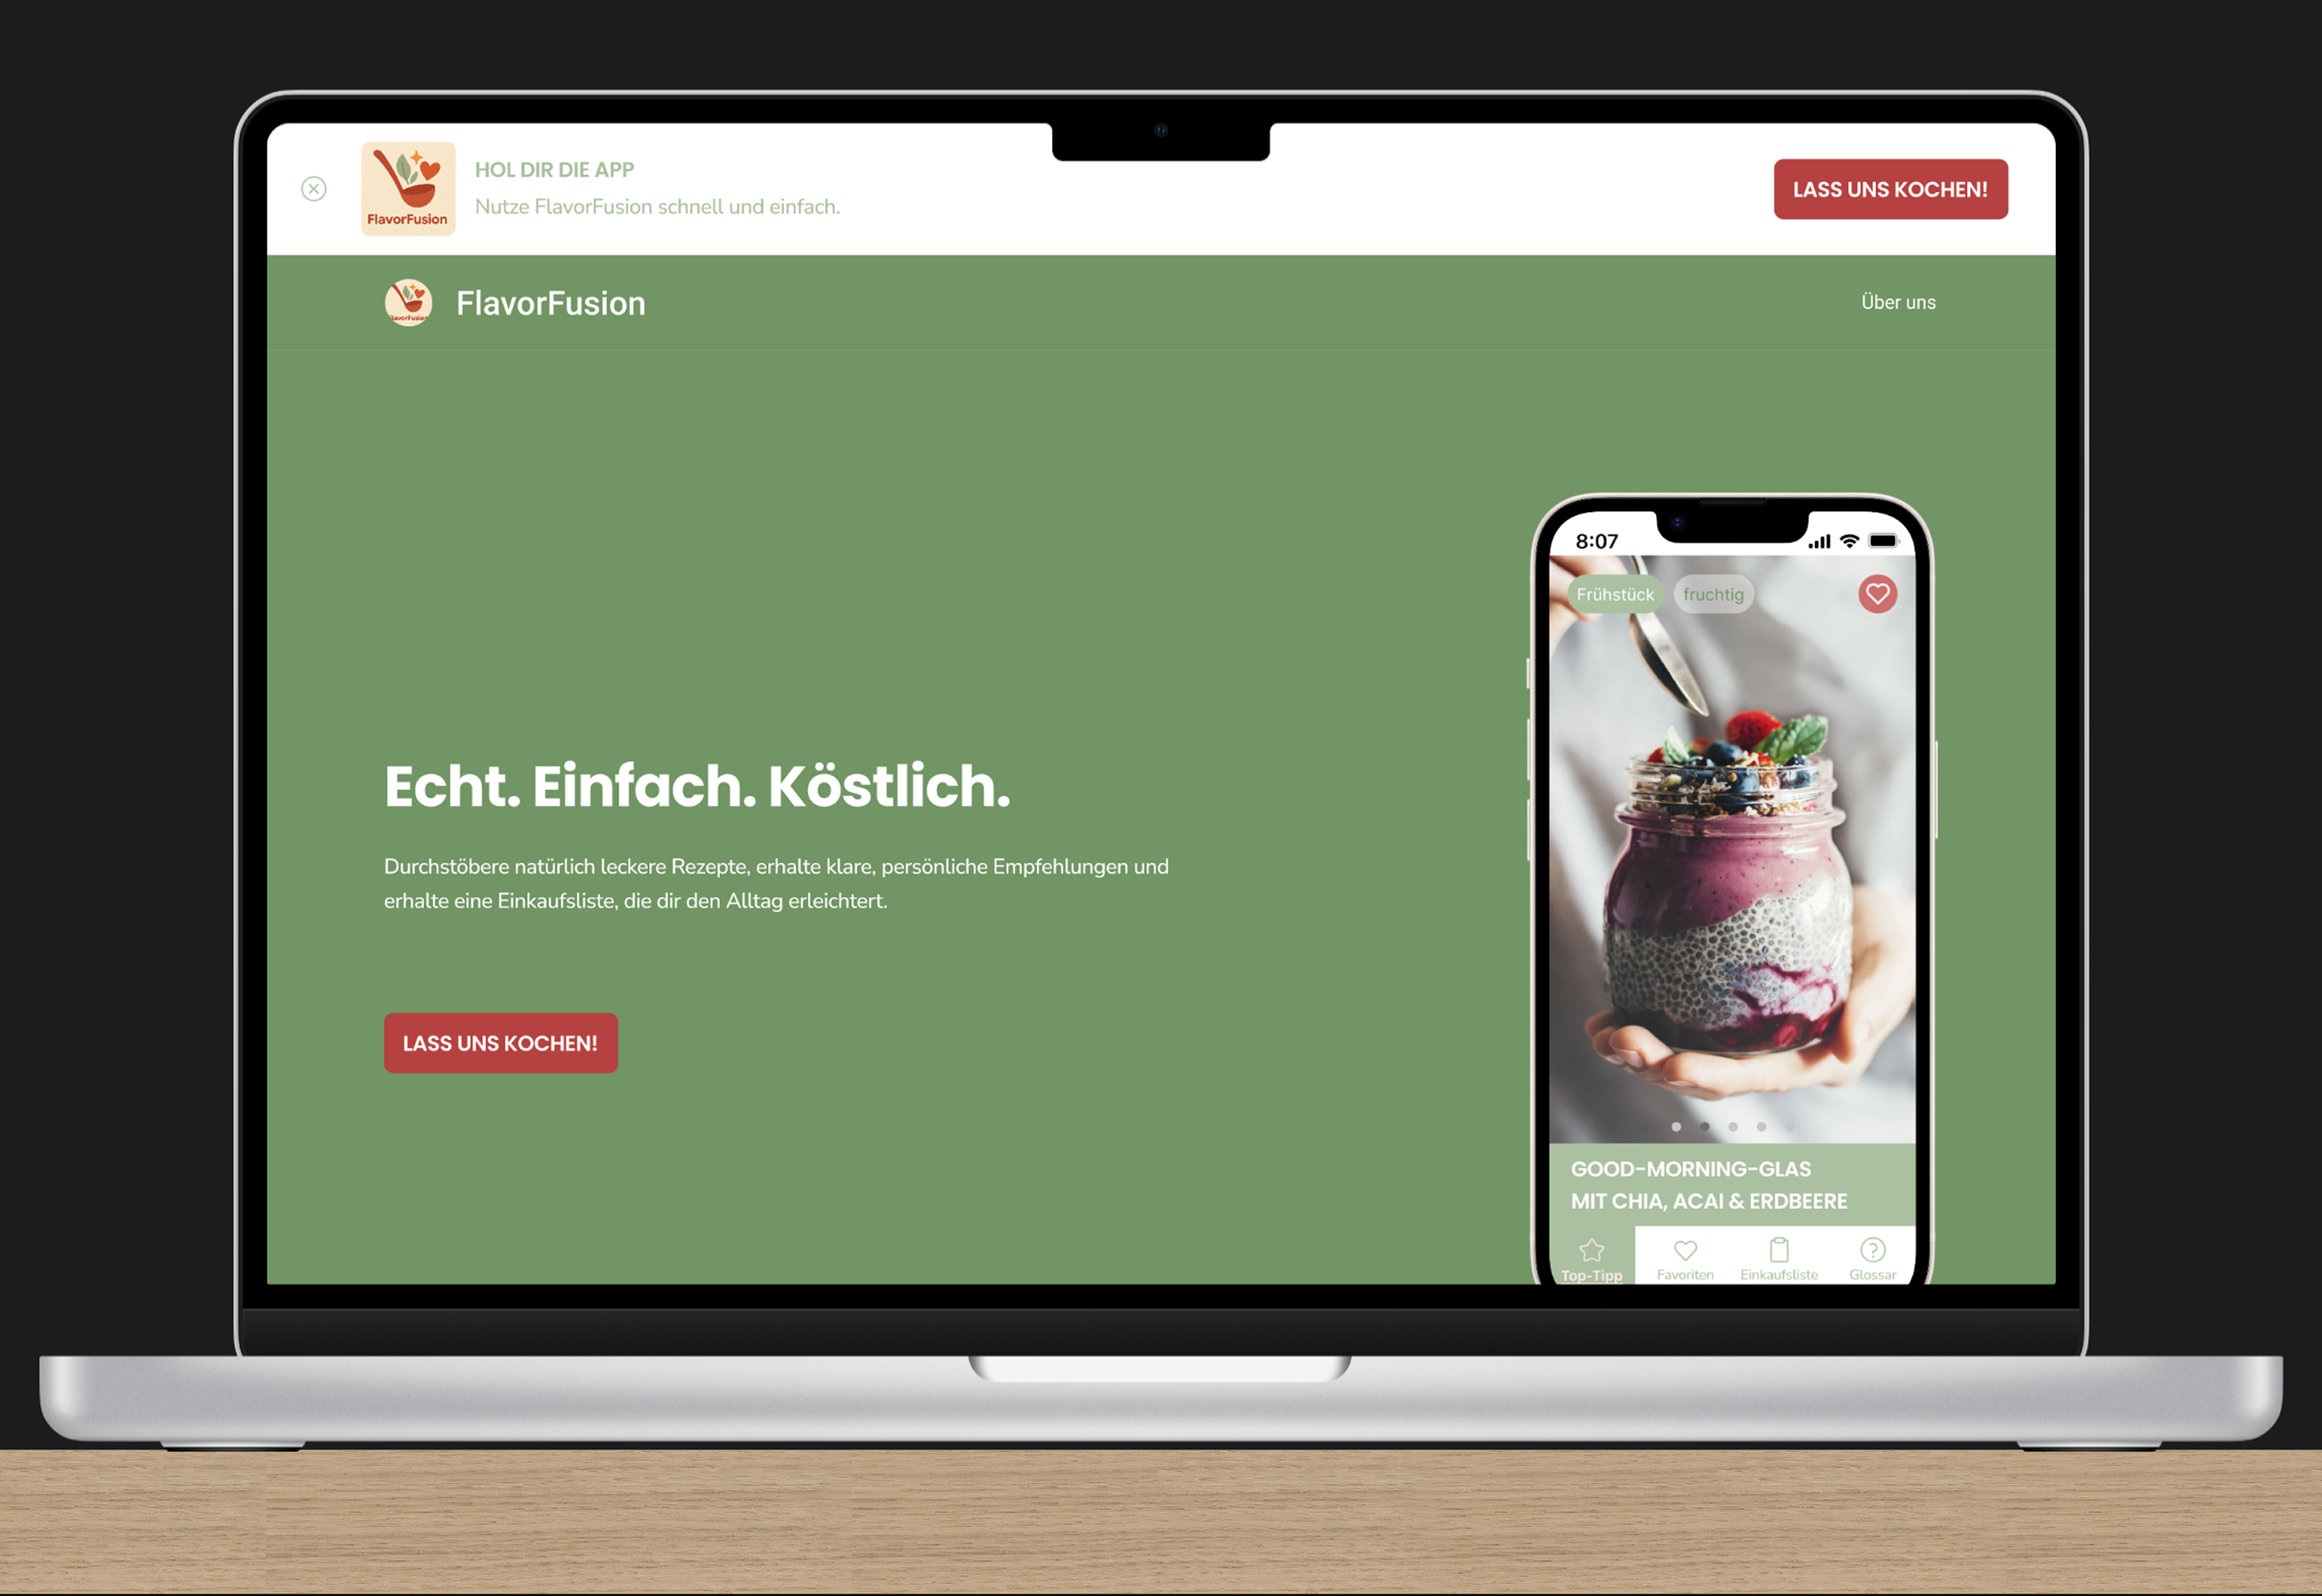 FlavorFusion
HOL DIR DIE APP
Nutze FlavorFusion schnell und einfach.
LASS UNS KOCHEN!
FlavorFusion
FlavorFusion
Über uns
Echt. Einfach. Köstlich.
Durchstöbere natürlich leckere Rezepte, erhalte klare, persönliche Empfehlungen und
erhalte eine Einkaufsliste, die dir den Alltag erleichtert.
LASS UNS KOCHEN!
8:07
Frühstück fruchtig
GOOD-MORNING-GLAS
MIT CHIA, ACAI & ERDBEERE
Top-Tipp Favoriten Einkaufsliste Glossar